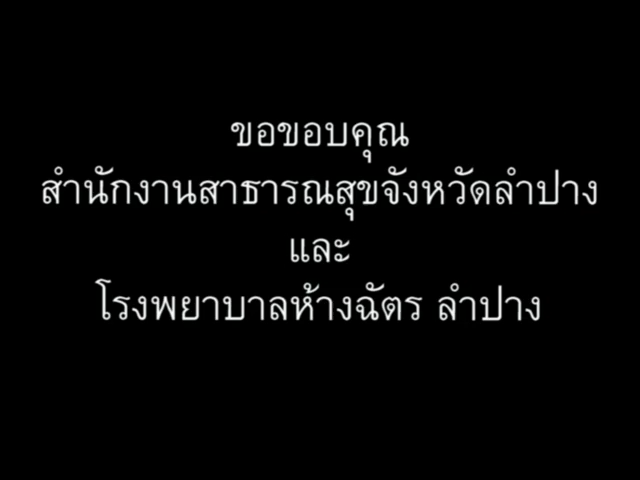 ขอขอบคุณ
สำนักงานสาธารณสุขจังหวัดลำปาง
และ
โรงพยาบาลห้างฉัตร ลำปาง